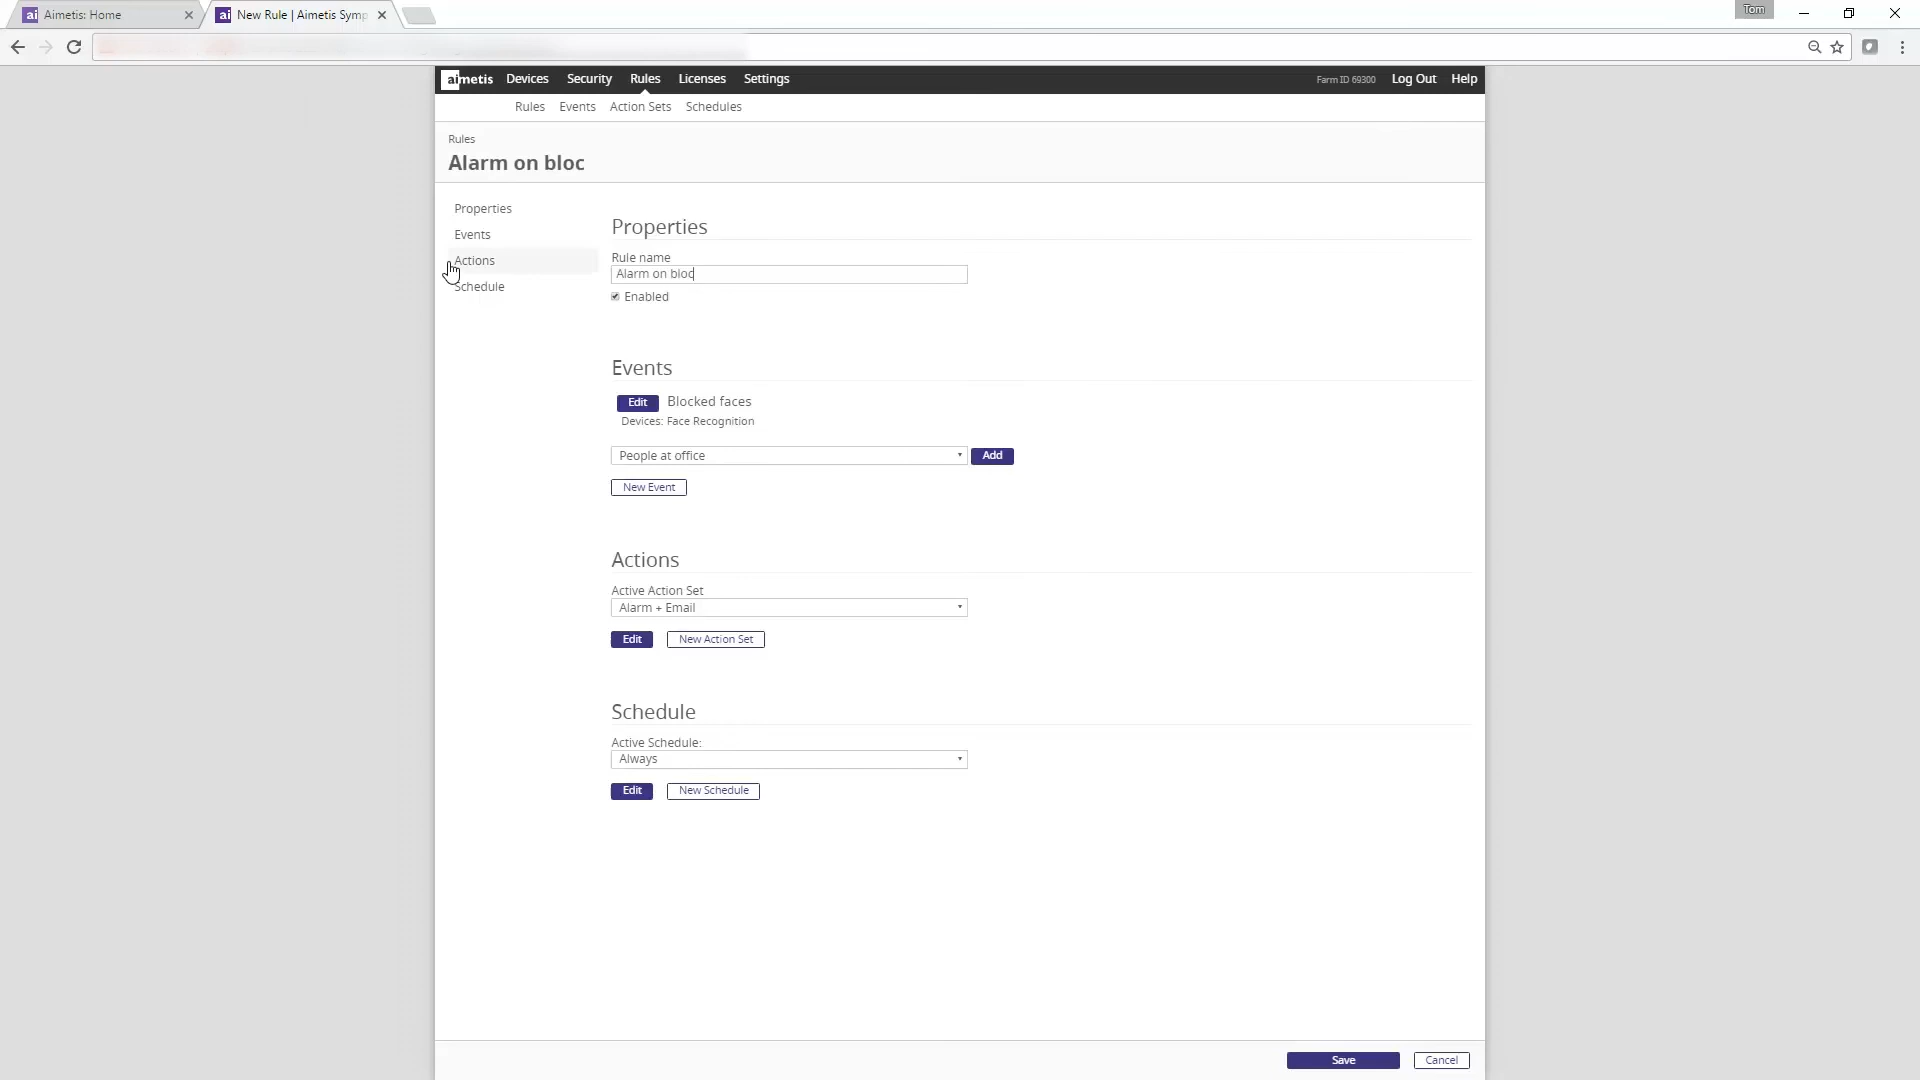 Aimetis: Home
New Rule | Aimetis Symp
Tom
aimetis Devices Security Rules Licenses Settings Farm ID 69300 Log Out Help
Rules Events Action Sets Schedules
Rules
Alarm on bloc
Properties
Events
Actions
Schedule
Properties
Rule name
Alarm on bloc
Enabled
Events
Edit Blocked faces
Devices: Face Recognition
People at office Add
New Event
Actions
Active Action Set
Alarm + Email
Edit New Action Set
Schedule
Active Schedule:
Always
Edit New Schedule
Save Cancel